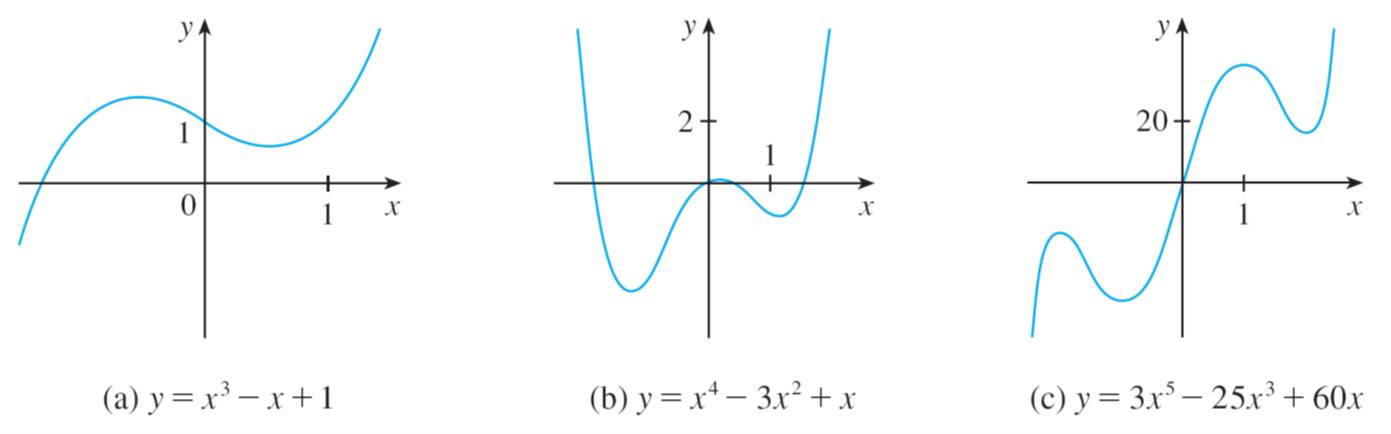 y
1
0
1
x
(a) y = x³ − x + 1
y
2
1
x
(b) y = x⁴ − 3x² + x
y
20
1
x
(c) y = 3x⁵ − 25x³ + 60x